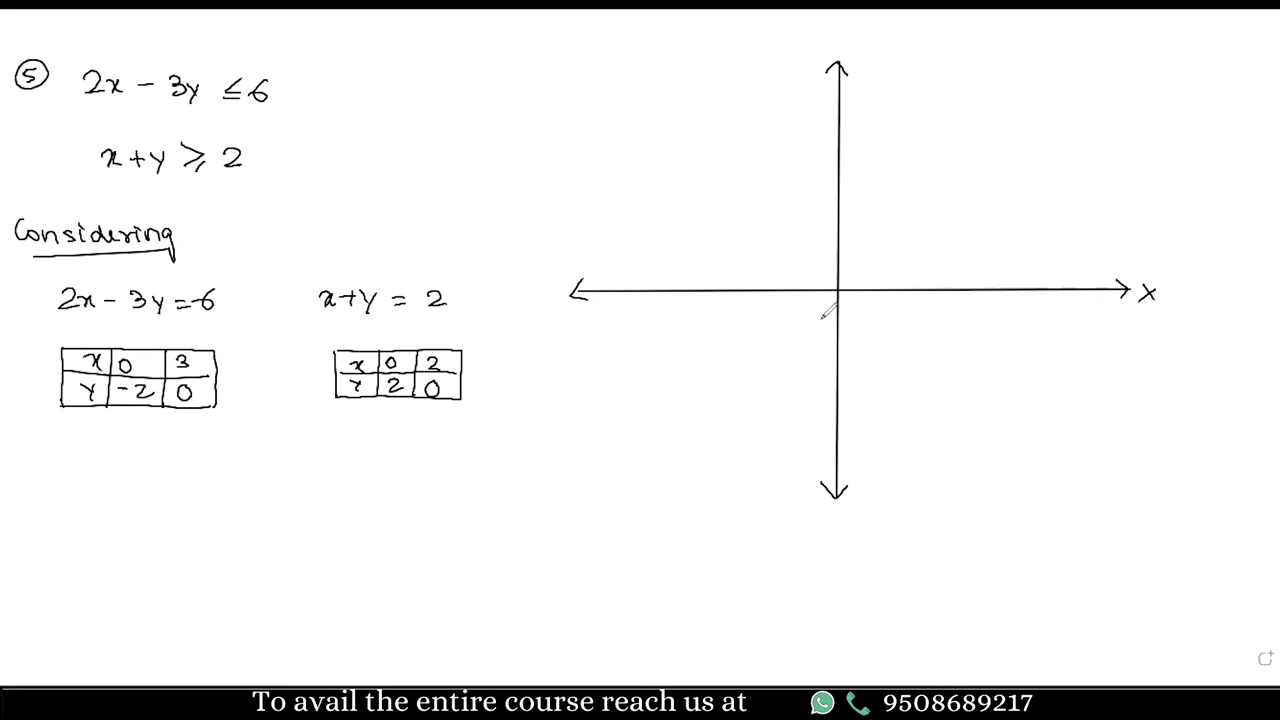 ⑤ 2x - 3y ≤ 6
x + y ≥ 2
Considering
2x - 3y = 6 x + y = 2
x 0 3 x 0 2
y -2 0 y 2 0
X
To avail the entire course reach us at 9508689217